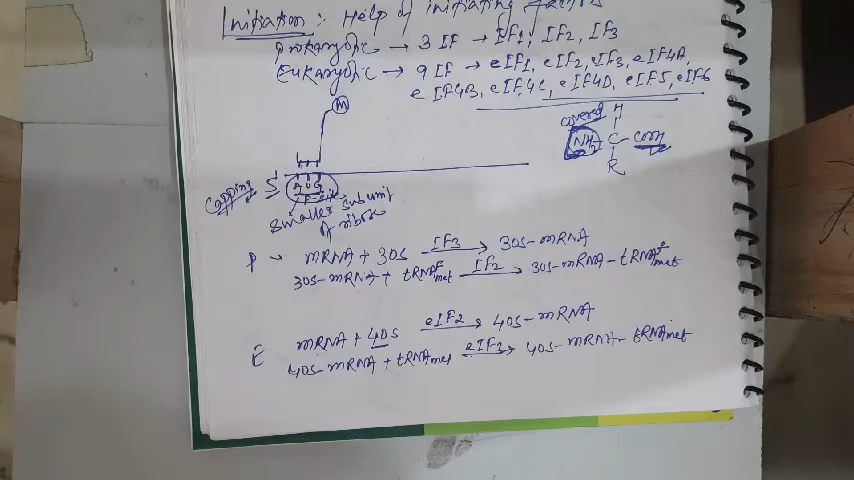 Initiation :- Help of initiating factors
Prokaryotic → 3 IF → IF1, IF2, IF3
Eukaryotic → 9 IF → eIF1, eIF2, eIF3, eIF4A,
eIF4B, eIF4C, eIF4D, eIF5, eIF6
M
covered H
NH2 C COOH
R
Capping 5'
AUG
P-site
Smaller subunit
of ribo
P → mRNA + 30S IF3 → 30S-mRNA
30S-mRNA + tRNAFmet IF2 → 30S-mRNA-tRNAFmet
E mRNA + 40S eIF2 → 40S-mRNA
40S-mRNA + tRNAmet eIF3 → 40S-mRNA-tRNAmet